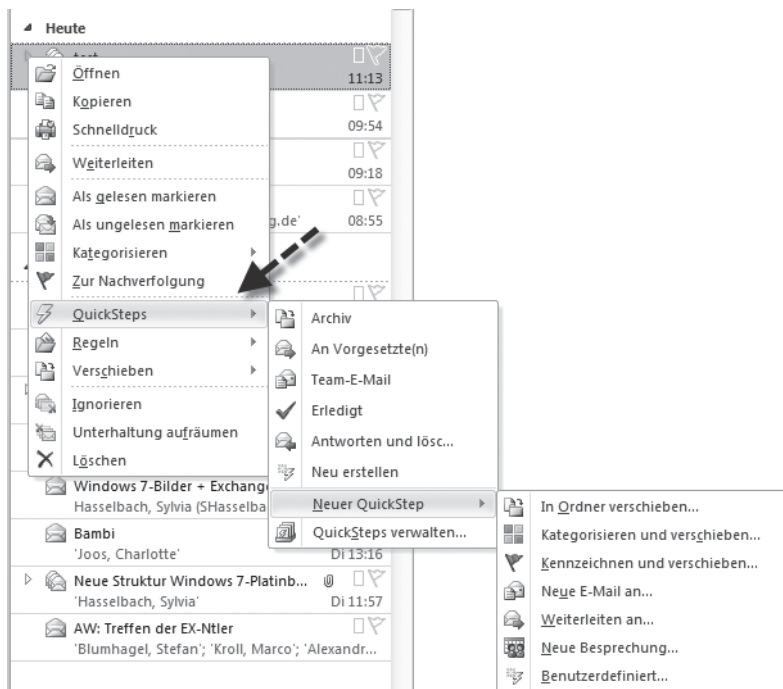 Heute
test
11:13
Öffnen
Kopieren
09:54
Schnelldruck
Weiterleiten
09:18
Als gelesen markieren
Als ungelesen markieren
g.de'
08:55
Kategorisieren
Zur Nachverfolgung
QuickSteps
Regeln
Verschieben
Ignorieren
Unterhaltung aufräumen
Löschen
Archiv
An Vorgesetzte(n)
Team-E-Mail
Erledigt
Antworten und lösc...
Neu erstellen
Neuer QuickStep
QuickSteps verwalten...
In Ordner verschieben...
Kategorisieren und verschieben...
Kennzeichnen und verschieben...
Neue E-Mail an...
Weiterleiten an...
Neue Besprechung...
Benutzerdefiniert...
Windows 7-Bilder + Exchang
Hasselbach, Sylvia (SHasselba
Bambi
'Joos, Charlotte' Di 13:16
Neue Struktur Windows 7-Platinb...
'Hasselbach, Sylvia' Di 11:57
AW: Treffen der EX-Ntler
'Blumhagel, Stefan'; 'Kroll, Marco'; 'Alexandr...